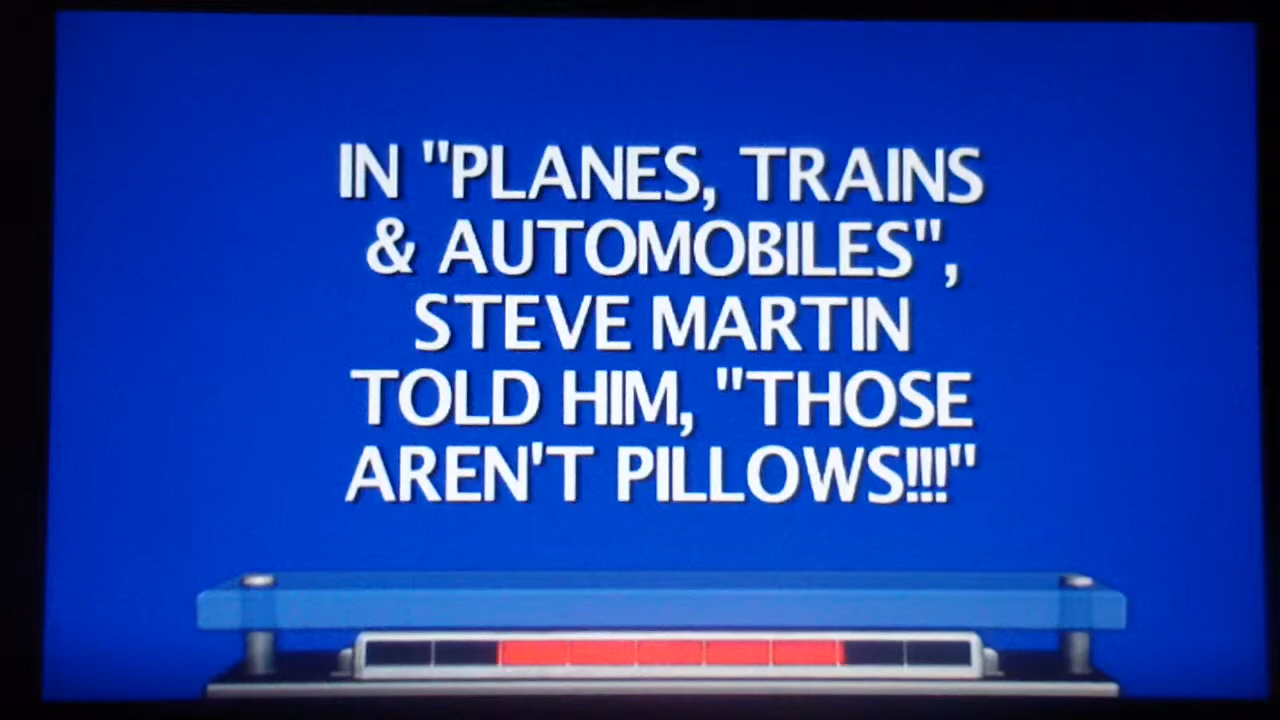 IN "PLANES, TRAINS
& AUTOMOBILES",
STEVE MARTIN
TOLD HIM, "THOSE
AREN'T PILLOWS!!!"